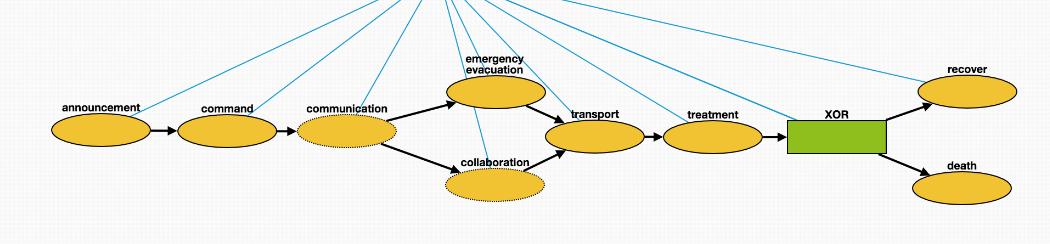 announcement
command
communication
emergency
evacuation
collaboration
transport
treatment
XOR
recover
death